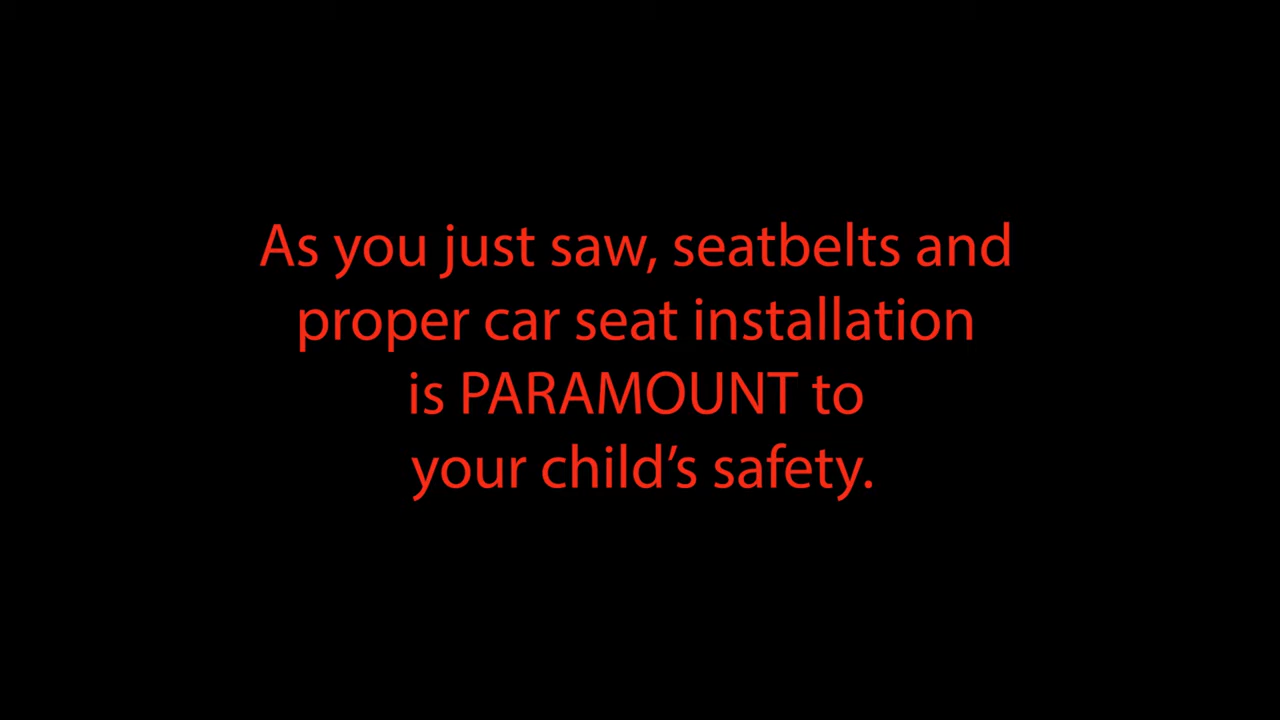 As you just saw, seatbelts and
proper car seat installation
is PARAMOUNT to
your child’s safety.